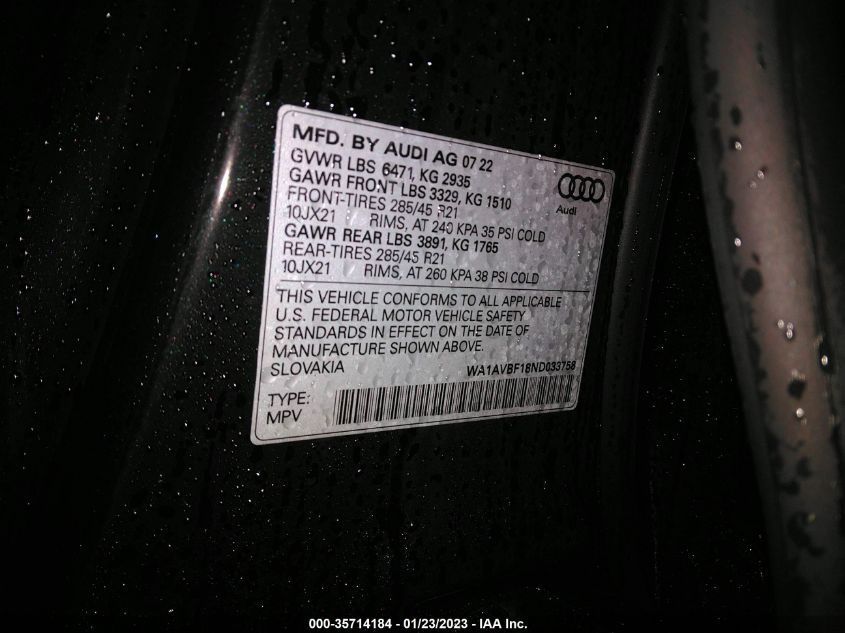 MFD. BY AUDI AG 07 22
GVWR LBS 6471, KG 2935
GAWR FRONT LBS 3329, KG 1510
FRONT-TIRES 285/45 R21
10JX21 RIMS, AT 240 KPA 35 PSI COLD
GAWR REAR LBS 3891, KG 1765
REAR-TIRES 285/45 R21
10JX21 RIMS, AT 260 KPA 38 PSI COLD
Audi
THIS VEHICLE CONFORMS TO ALL APPLICABLE
U.S. FEDERAL MOTOR VEHICLE SAFETY
STANDARDS IN EFFECT ON THE DATE OF
MANUFACTURE SHOWN ABOVE.
SLOVAKIA WA1AVBF18ND033758
TYPE:
MPV
000-35714184 - 01/23/2023 - IAA Inc.